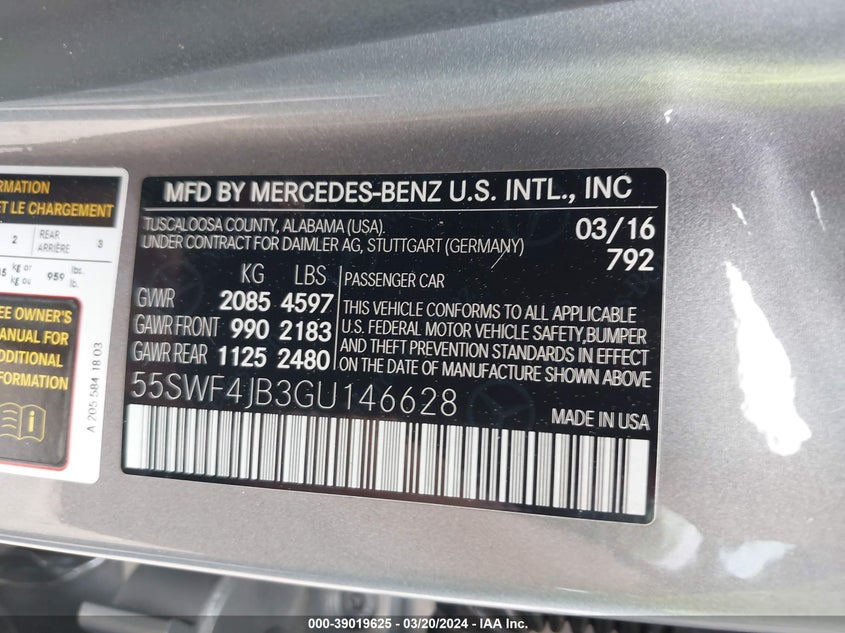 RMATION
ET LE CHARGEMENT
2 REAR ARRIÈRE 3
kg or kg ou 959 lbs. lb.
EE OWNER'S
MANUAL FOR
DDITIONAL
FORMATION
A 205 584 18 03
MFD BY MERCEDES-BENZ U.S. INTL., INC
TUSCALOOSA COUNTY, ALABAMA (USA). 03/16
UNDER CONTRACT FOR DAIMLER AG, STUTTGART (GERMANY) 792
KG LBS
GVWR 2085 4597
GAWR FRONT 990 2183
GAWR REAR 1125 2480
PASSENGER CAR
THIS VEHICLE CONFORMS TO ALL APPLICABLE
U.S. FEDERAL MOTOR VEHICLE SAFETY,BUMPER
AND THEFT PREVENTION STANDARDS IN EFFECT
ON THE DATE OF MANUFACTURE SHOWN ABOVE
55SWF4JB3GU146628
MADE IN USA
000-39019625 - 03/20/2024 - IAA Inc.